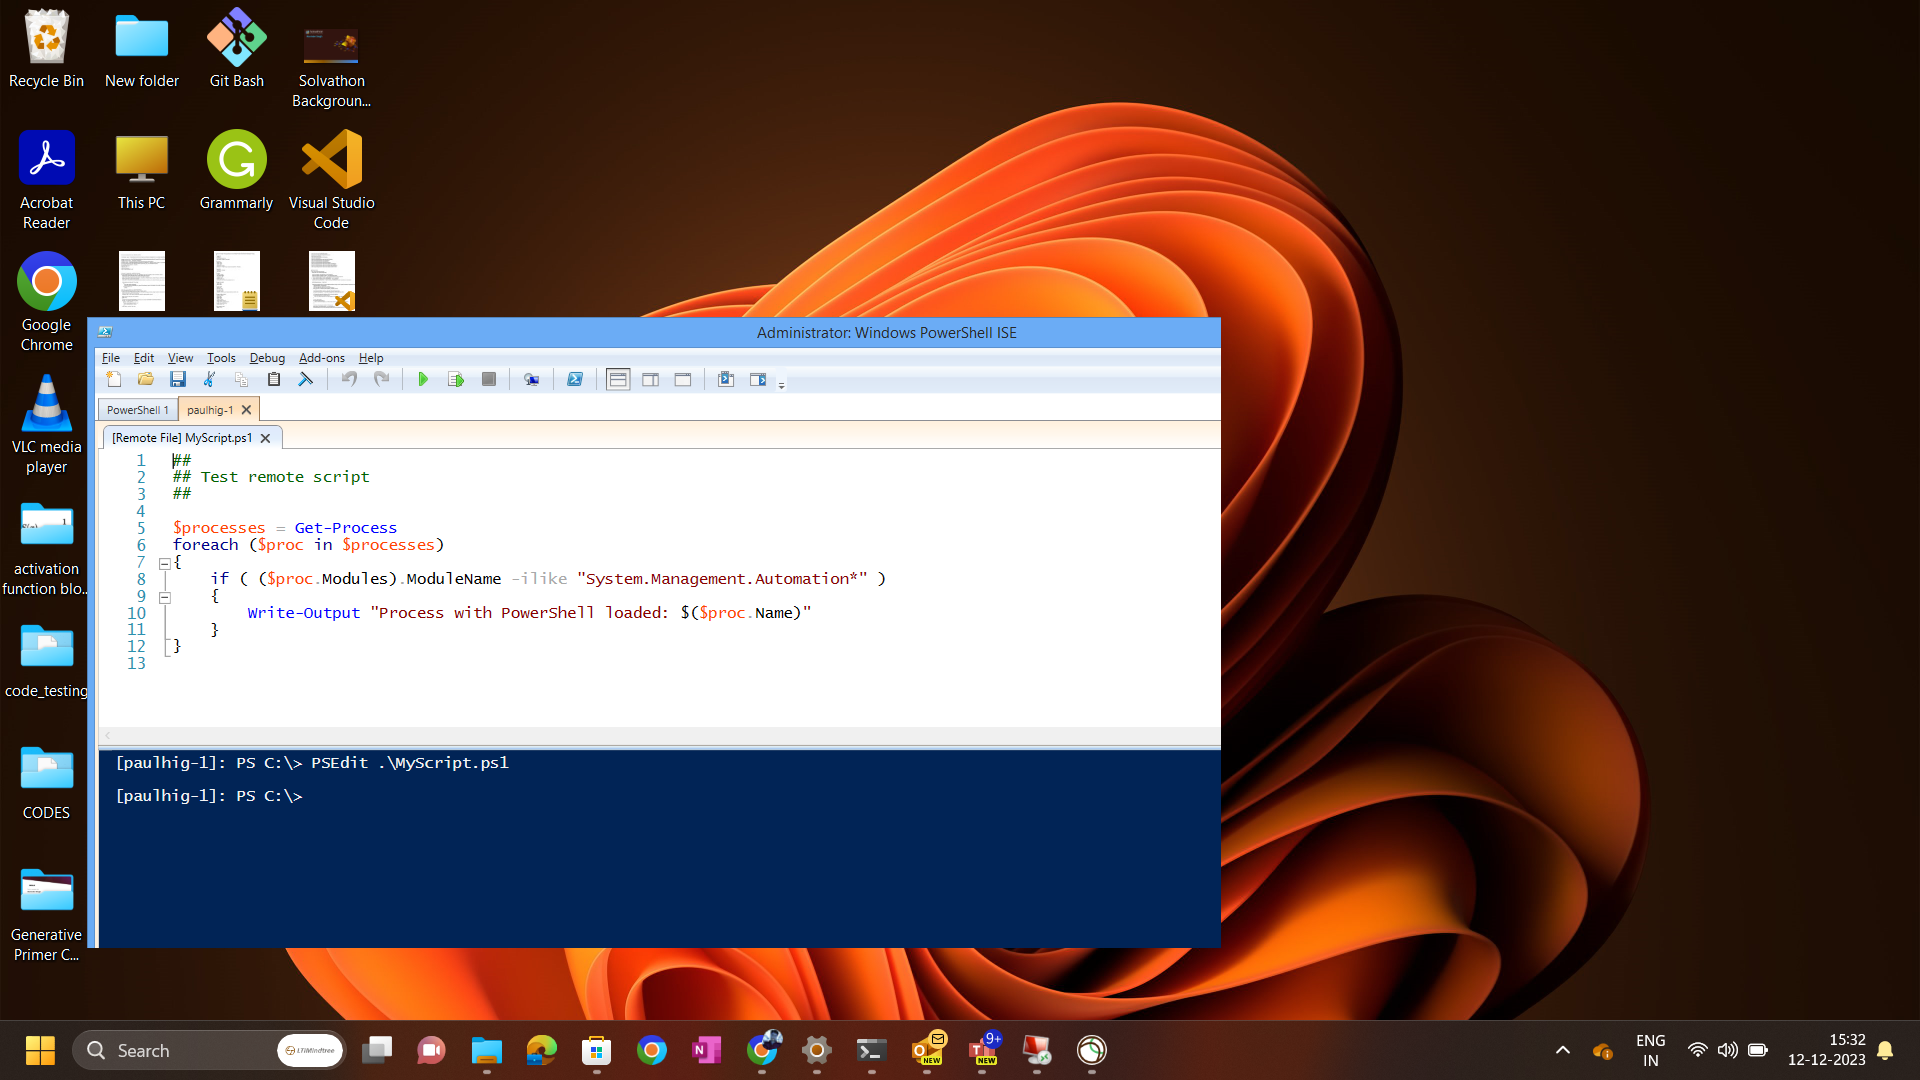 Recycle Bin
New folder
Git Bash
Solvathon
Backgroun...
Acrobat
Reader
This PC
Grammarly
Visual Studio
Code
Google
Chrome
VLC media
player
activation
function blo...
code_testing
CODES
Generative
Primer C...
Administrator: Windows PowerShell ISE
File Edit View Tools Debug Add-ons Help
PowerShell 1
paulhig-1
[Remote File] MyScript.ps1
1 ##
2 ## Test remote script
3 ##
4
5 $processes = Get-Process
6 foreach ($proc in $processes)
7 {
8 if ( ($proc.Modules).ModuleName -ilike "System.Management.Automation*" )
9 {
10 Write-Output "Process with PowerShell loaded: $($proc.Name)"
11 }
12 }
13
[paulhig-1]: PS C:\> PSEdit .\MyScript.ps1
[paulhig-1]: PS C:\>
Search
LTIMindtree
NEW
9+
NEW
ENG
IN
15:32
12-12-2023